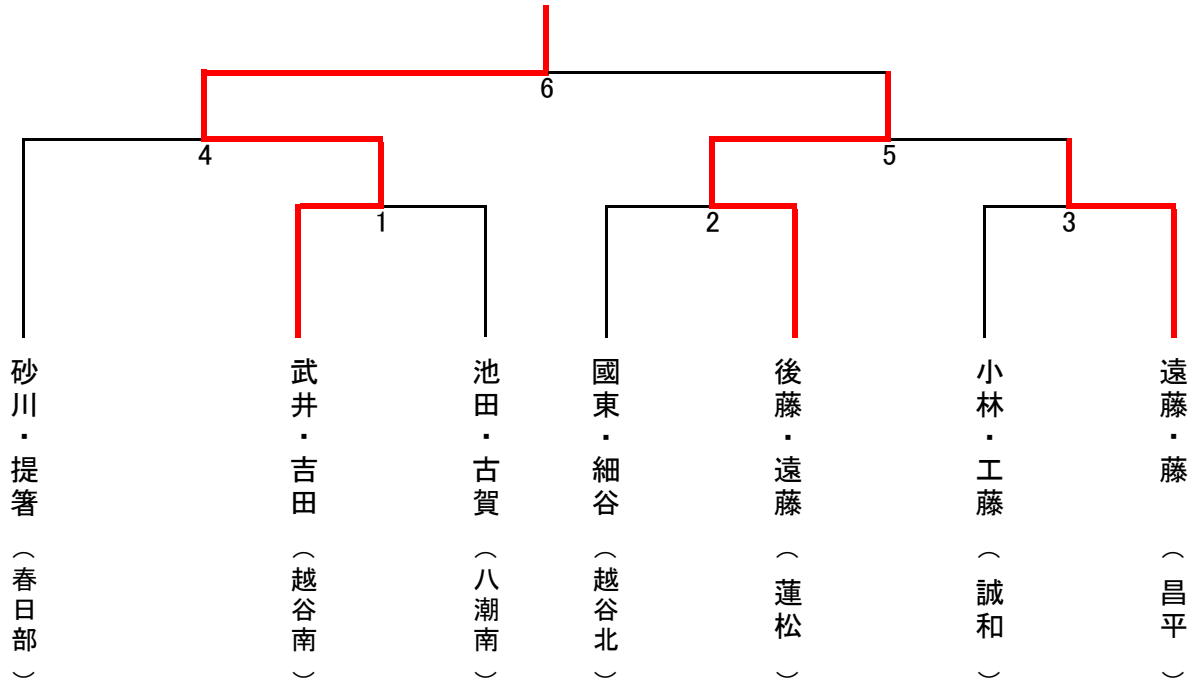 6
4
5
1
2
3
砂川・提箸（春日部）
武井・吉田（越谷南）
池田・古賀（八潮南）
國東・細谷（越谷北）
後藤・遠藤（蓮松）
小林・工藤（誠和）
遠藤・藤（昌平）